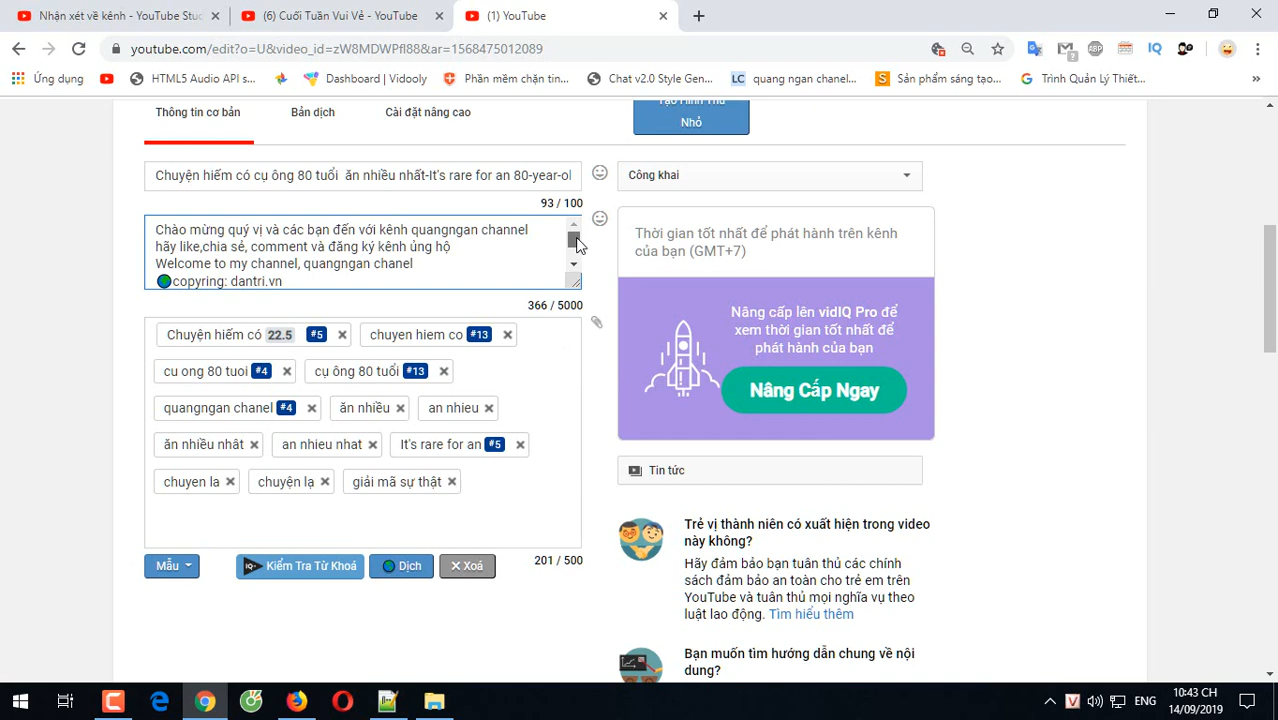 Nhận xét về kênh - YouTube Stu
(6) Cuối Tuần Vui Vẻ - YouTube
(1) YouTube
youtube.com/edit?o=U&video_id=zW8MDWPfl88&ar=1568475012089
Ứng dụng
HTML5 Audio API s...
Dashboard | Vidooly
Phần mềm chặn tin...
Chat v2.0 Style Gen...
LC quang ngan chanel...
S Sản phẩm sáng tạo...
Trình Quản Lý Thiết...
Thông tin cơ bản
Bản dịch
Cài đặt nâng cao
Tạo Hình Thu
Nhỏ
Chuyện hiếm có cụ ông 80 tuổi ăn nhiều nhất-It's rare for an 80-year-ol
93 / 100
Công khai
Chào mừng quý vị và các bạn đến với kênh quangngan channel
hãy like,chia sẻ, comment và đăng ký kênh ủng hộ
Welcome to my channel, quangngan chanel
copyring: dantri.vn
366 / 5000
Thời gian tốt nhất để phát hành trên kênh
của bạn (GMT+7)
Nâng cấp lên vidIQ Pro để
xem thời gian tốt nhất để
phát hành của bạn
Nâng Cấp Ngay
Chuyện hiếm có 22.5 #5
chuyen hiem co #13
cu ong 80 tuoi #4
cụ ông 80 tuổi #13
quangngan chanel #4
ăn nhiều
an nhieu
ăn nhiều nhât
an nhieu nhat
It's rare for an #5
chuyen la
chuyện lạ
giải mã sự thật
Mẫu
IQ Kiểm Tra Từ Khoá
Dịch
Xoá
201 / 500
Tin tức
Trẻ vị thành niên có xuất hiện trong video
này không?
Hãy đảm bảo bạn tuân thủ các chính
sách đảm bảo an toàn cho trẻ em trên
YouTube và tuân thủ mọi nghĩa vụ theo
luật lao động. Tìm hiểu thêm
Bạn muốn tìm hướng dẫn chung về nội
dung?
ENG
10:43 CH
14/09/2019